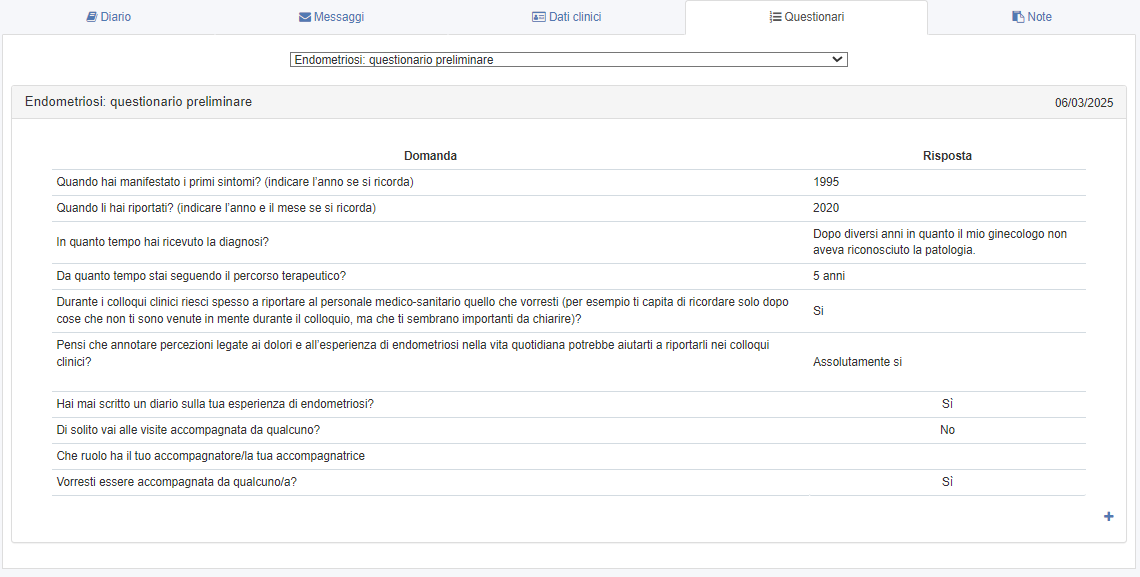 Diario
Messaggi
Dati clinici
Questionari
Note
Endometriosi: questionario preliminare
Endometriosi: questionario preliminare
06/03/2025
Domanda
Risposta
Quando hai manifestato i primi sintomi? (indicare l'anno se si ricorda)
1995
Quando li hai riportati? (indicare l'anno e il mese se si ricorda)
2020
In quanto tempo hai ricevuto la diagnosi?
Dopo diversi anni in quanto il mio ginecologo non
aveva riconosciuto la patologia.
Da quanto tempo stai seguendo il percorso terapeutico?
5 anni
Durante i colloqui clinici riesci spesso a riportare al personale medico-sanitario quello che vorresti (per esempio ti capita di ricordare solo dopo
cose che non ti sono venute in mente durante il colloquio, ma che ti sembrano importanti da chiarire)?
Si
Pensi che annotare percezioni legate ai dolori e all'esperienza di endometriosi nella vita quotidiana potrebbe aiutarti a riportarli nei colloqui
clinici?
Assolutamente si
Hai mai scritto un diario sulla tua esperienza di endometriosi?
Sì
Di solito vai alle visite accompagnata da qualcuno?
No
Che ruolo ha il tuo accompagnatore/la tua accompagnatrice
Vorresti essere accompagnata da qualcuno/a?
Sì